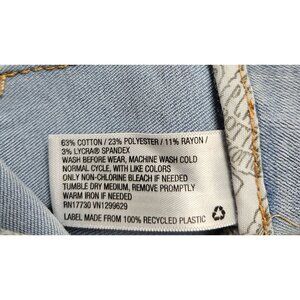 63% COTTON / 23% POLYESTER / 11% RAYON /
3% LYCRA® SPANDEX
WASH BEFORE WEAR, MACHINE WASH COLD
NORMAL CYCLE, WITH LIKE COLORS
ONLY NON-CHLORINE BLEACH IF NEEDED
TUMBLE DRY MEDIUM, REMOVE PROMPTLY
WARM IRON IF NEEDED
RN17730 VN1299629
LABEL MADE FROM 100% RECYCLED PLASTIC